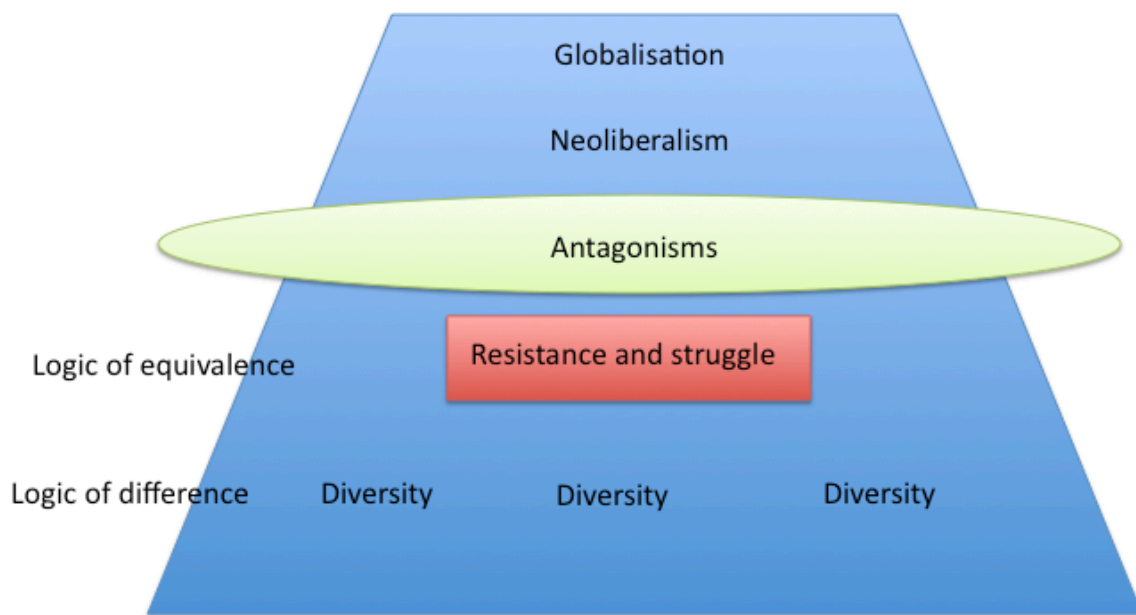 Globalisation
Neoliberalism
Antagonisms
Logic of equivalence
Resistance and struggle
Logic of difference
Diversity
Diversity
Diversity